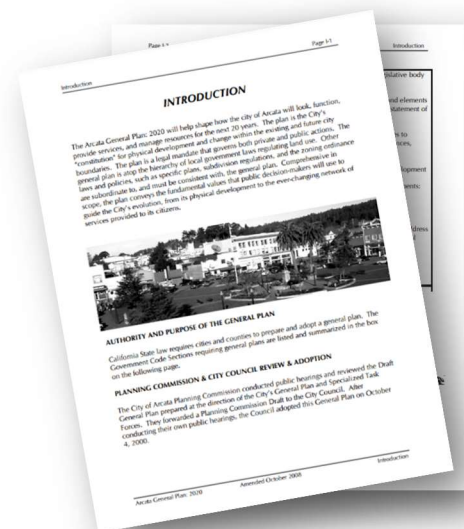 Introduction
Page I-1
INTRODUCTION
The Arcata General Plan: 2020 will help shape how the city of Arcata will look, function,
provide services, and manage resources for the next 20 years. The plan is the City's
"constitution" for physical development and change within the existing and future city
boundaries. The plan is a legal mandate that governs both private and public actions. The
general plan is atop the hierarchy of local government laws regulating land use. Other
laws and policies, such as specific plans, subdivision regulations, and the zoning ordinance
are subordinate to, and must be consistent with, the general plan. Comprehensive in
scope, the plan conveys the fundamental values that public decision-makers will use to
guide the City's evolution, from its physical development to the ever-changing network of
services provided to its citizens.
AUTHORITY AND PURPOSE OF THE GENERAL PLAN
California State law requires cities and counties to prepare and adopt a general plan. The
Government Code Sections requiring general plans are listed and summarized in the box
on the following page.
PLANNING COMMISSION & CITY COUNCIL REVIEW & ADOPTION
The City of Arcata Planning Commission conducted public hearings and reviewed the Draft
General Plan prepared at the direction of the City's General Plan and Specialized Task
Forces. They forwarded a Planning Commission Draft to the City Council. After
conducting their own public hearings, the Council adopted this General Plan on October
4, 2000.
Arcata General Plan: 2020
Amended October 2008
Introduction
Page
Introduction
islative body
nd elements
statement of
es to
nces,
lopment
ents:
ddress